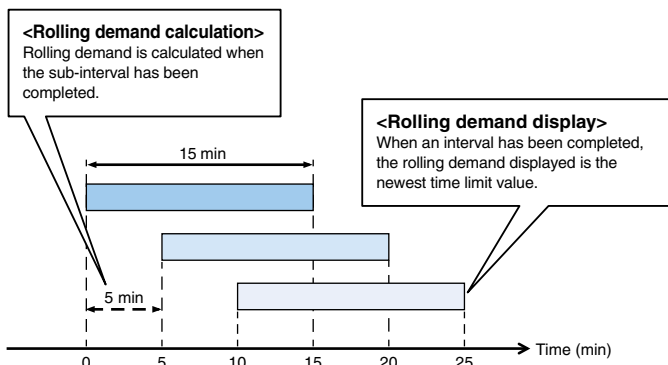 <Rolling demand calculation>
Rolling demand is calculated when
the sub-interval has been
completed.
<Rolling demand display>
When an interval has been completed,
the rolling demand displayed is the
newest time limit value.
15 min
5 min
Time (min)
0 5 10 15 20 25